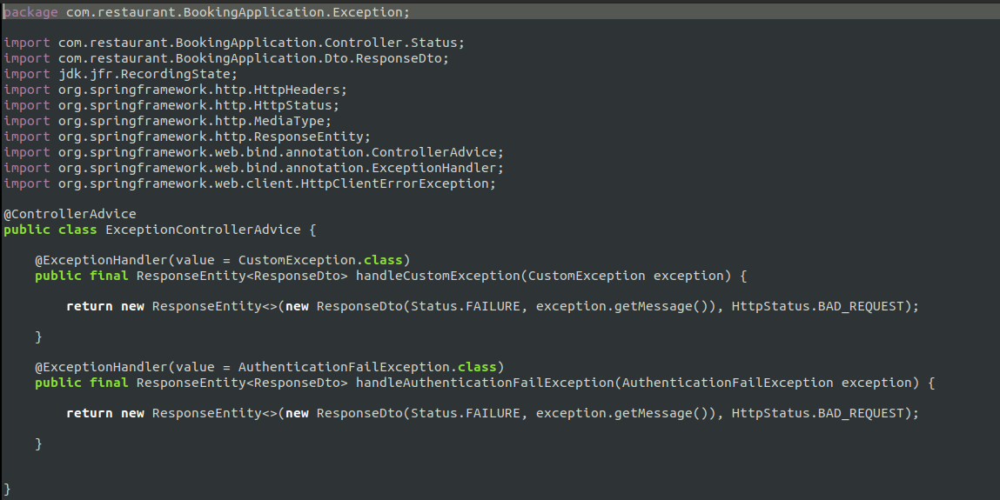 package com.restaurant.BookingApplication.Exception;
import com.restaurant.BookingApplication.Controller.Status;
import com.restaurant.BookingApplication.Dto.ResponseDto;
import jdk.jfr.RecordingState;
import org.springframework.http.HttpHeaders;
import org.springframework.http.HttpStatus;
import org.springframework.http.MediaType;
import org.springframework.http.ResponseEntity;
import org.springframework.web.bind.annotation.ControllerAdvice;
import org.springframework.web.bind.annotation.ExceptionHandler;
import org.springframework.web.client.HttpClientErrorException;
@ControllerAdvice
public class ExceptionControllerAdvice {
    @ExceptionHandler(value = CustomException.class)
    public final ResponseEntity<ResponseDto> handleCustomException(CustomException exception) {
        return new ResponseEntity<>(new ResponseDto(Status.FAILURE, exception.getMessage()), HttpStatus.BAD_REQUEST);
    }
    @ExceptionHandler(value = AuthenticationFailException.class)
    public final ResponseEntity<ResponseDto> handleAuthenticationFailException(AuthenticationFailException exception) {
        return new ResponseEntity<>(new ResponseDto(Status.FAILURE, exception.getMessage()), HttpStatus.BAD_REQUEST);
    }
}